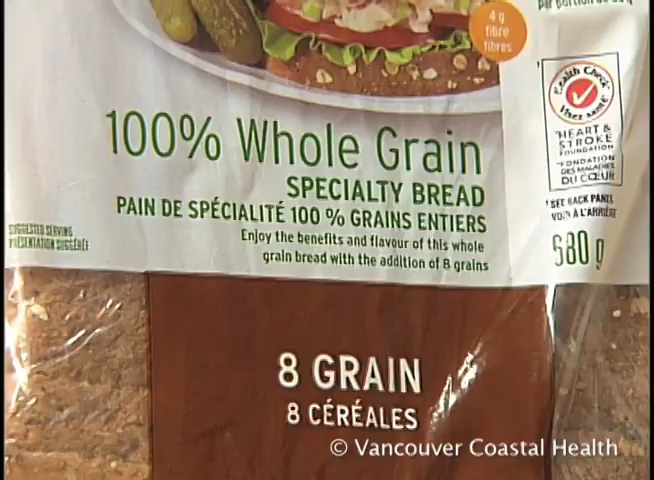 4 g
fibre
fibres
Health Check
Visez santé
HEART &
STROKE
FOUNDATION
FONDATION
DES MALADIES
DU CŒUR
100% Whole Grain
SPECIALTY BREAD
PAIN DE SPÉCIALITÉ 100 % GRAINS ENTIERS
Enjoy the benefits and flavour of this whole
grain bread with the addition of 8 grains
SUGGESTED SERVING
PRÉSENTATION SUGGÉRÉE
SEE BACK PANEL
VOIR À L'ARRIÈRE
680 g
8 GRAIN
8 CÉRÉALES
© Vancouver Coastal Health